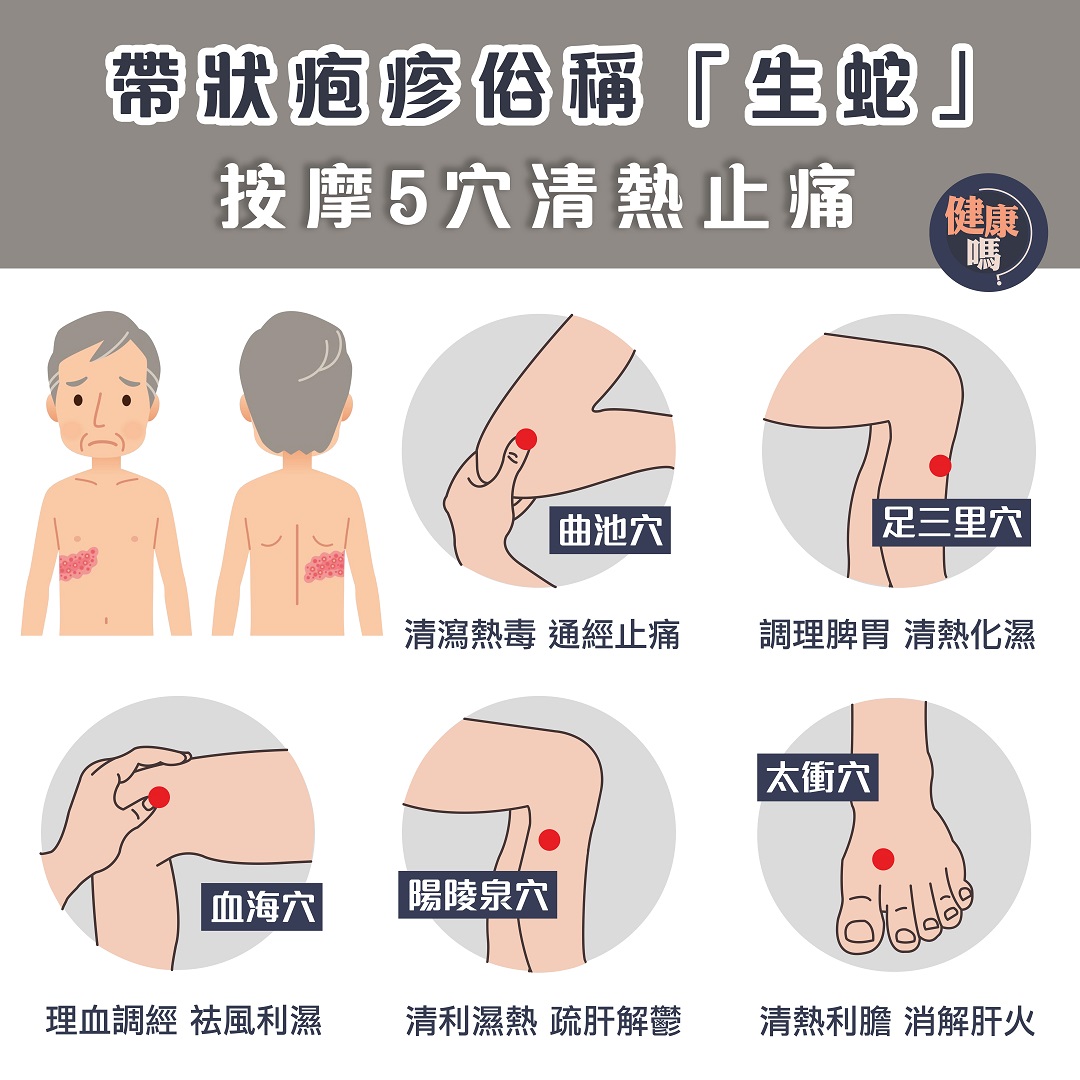 帶狀疱疹俗稱「生蛇」
按摩5穴清熱止痛
健康
嗎?
曲池穴
清瀉熱毒 通經止痛
足三里穴
調理脾胃 清熱化濕
血海穴
理血調經 祛風利濕
陽陵泉穴
清利濕熱 疏肝解鬱
太衝穴
清熱利膽 消解肝火